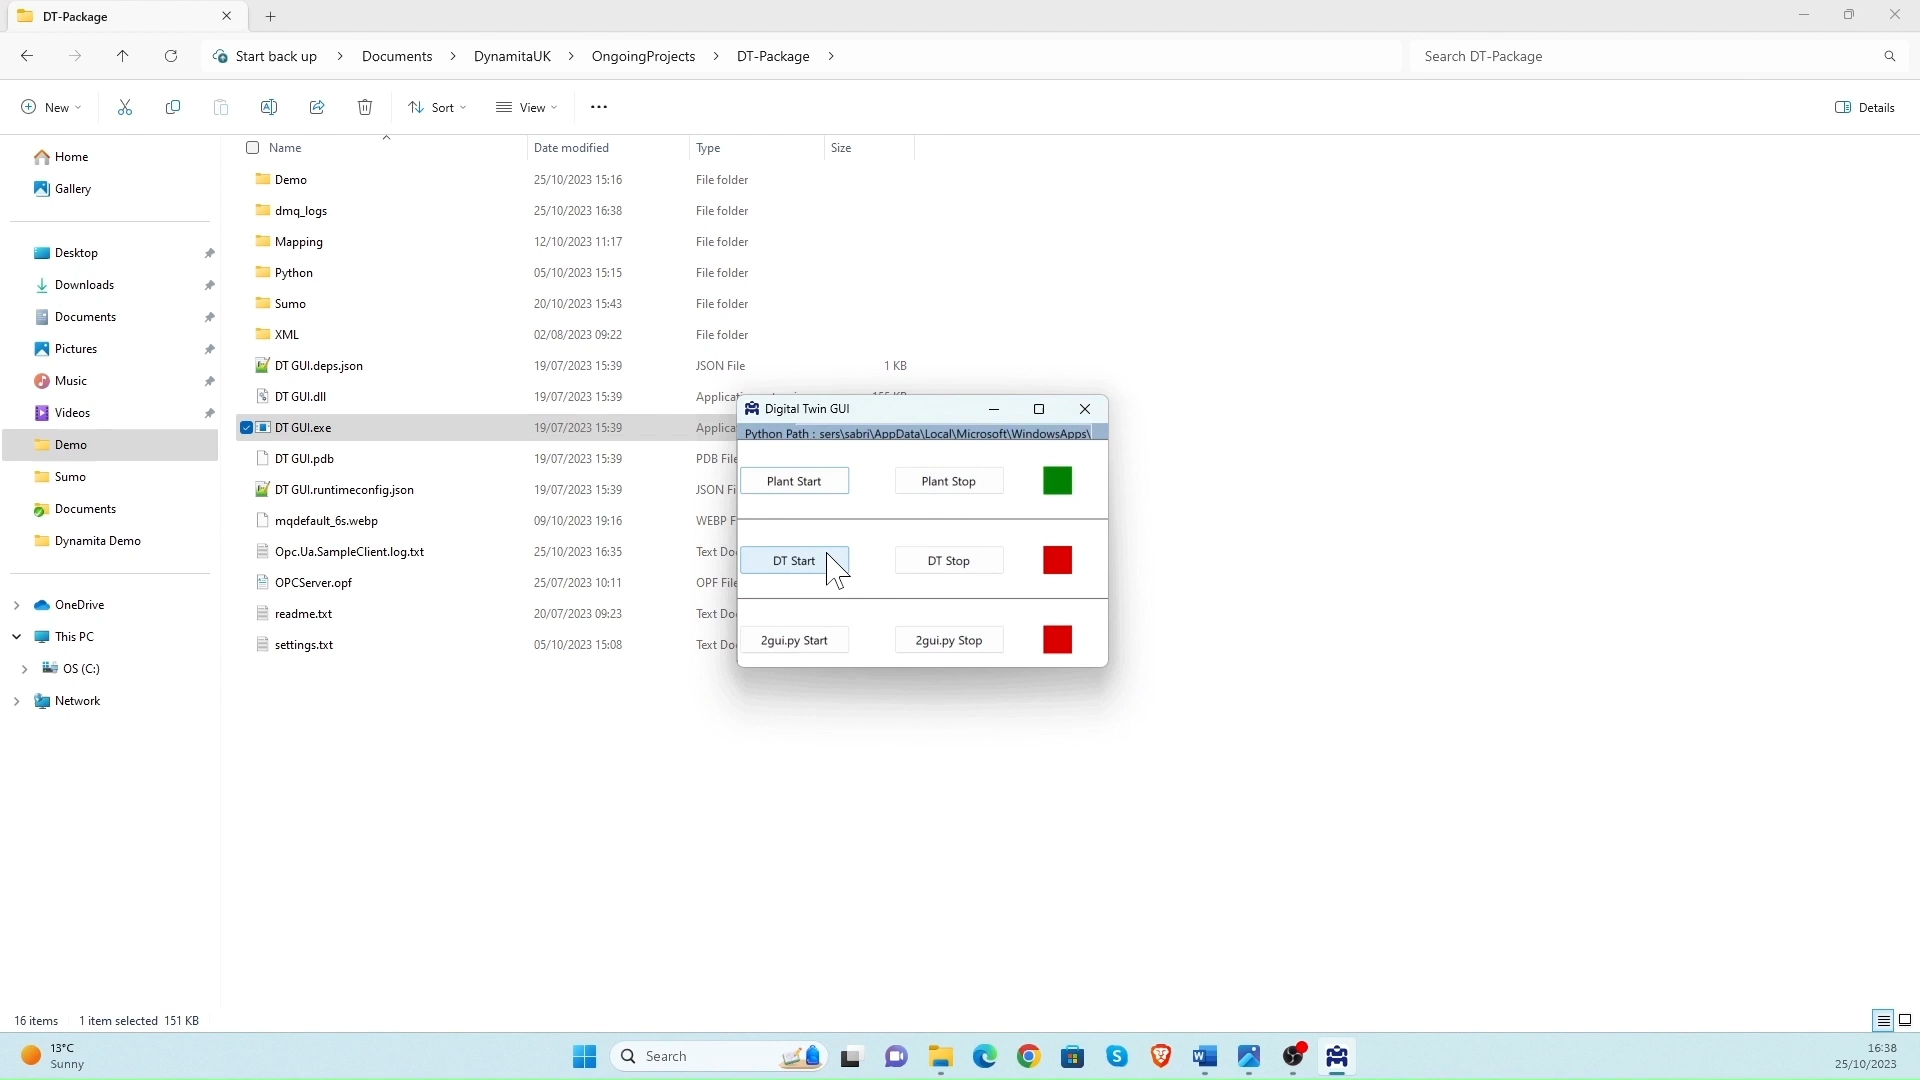 DT-Package
Start back up > Documents > DynamitaUK > OngoingProjects > DT-Package >
Search DT-Package
New
Sort
View
Details
Name Date modified Type Size
Home
Gallery
Desktop
Downloads
Documents
Pictures
Music
Videos
Demo
Sumo
Documents
Dynamita Demo
OneDrive
This PC
OS (C:)
Network
Demo 25/10/2023 15:16 File folder
dmq_logs 25/10/2023 16:38 File folder
Mapping 12/10/2023 11:17 File folder
Python 05/10/2023 15:15 File folder
Sumo 20/10/2023 15:43 File folder
XML 02/08/2023 09:22 File folder
DT GUI.deps.json 19/07/2023 15:39 JSON File 1 KB
DT GUI.dll 19/07/2023 15:39
DT GUI.exe 19/07/2023 15:39
DT GUI.pdb 19/07/2023 15:39 PDB
DT GUI.runtimeconfig.json 19/07/2023 15:39 JSON
mqdefault_6s.webp 09/10/2023 19:16 WEBP
Opc.Ua.SampleClient.log.txt 25/10/2023 16:35 Text
OPCServer.opf 25/07/2023 10:11 OPF
readme.txt 20/07/2023 09:23 Text
settings.txt 05/10/2023 15:08 Text
Digital Twin GUI
Python Path : sers\sabri\AppData\Local\Microsoft\WindowsApps\
Plant Start Plant Stop
DT Start DT Stop
2gui.py Start 2gui.py Stop
16 items 1 item selected 151 KB
13°C
Sunny
Search
16:38
25/10/2023